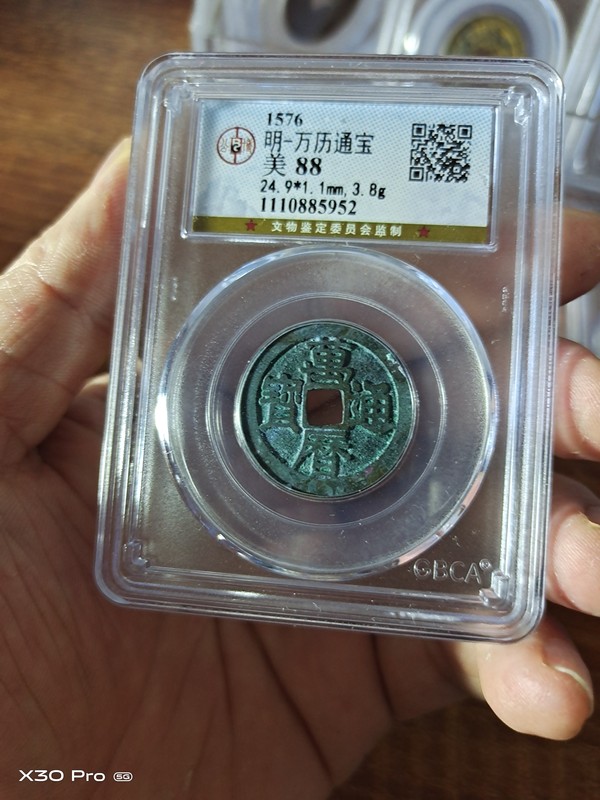 1576
明-万历通宝
美 88
24.9*1.1mm,3.8g
1110885952
★ 文物鉴定委员会监制 ★
萬曆通寶
GBCA®
X30 Pro 5G